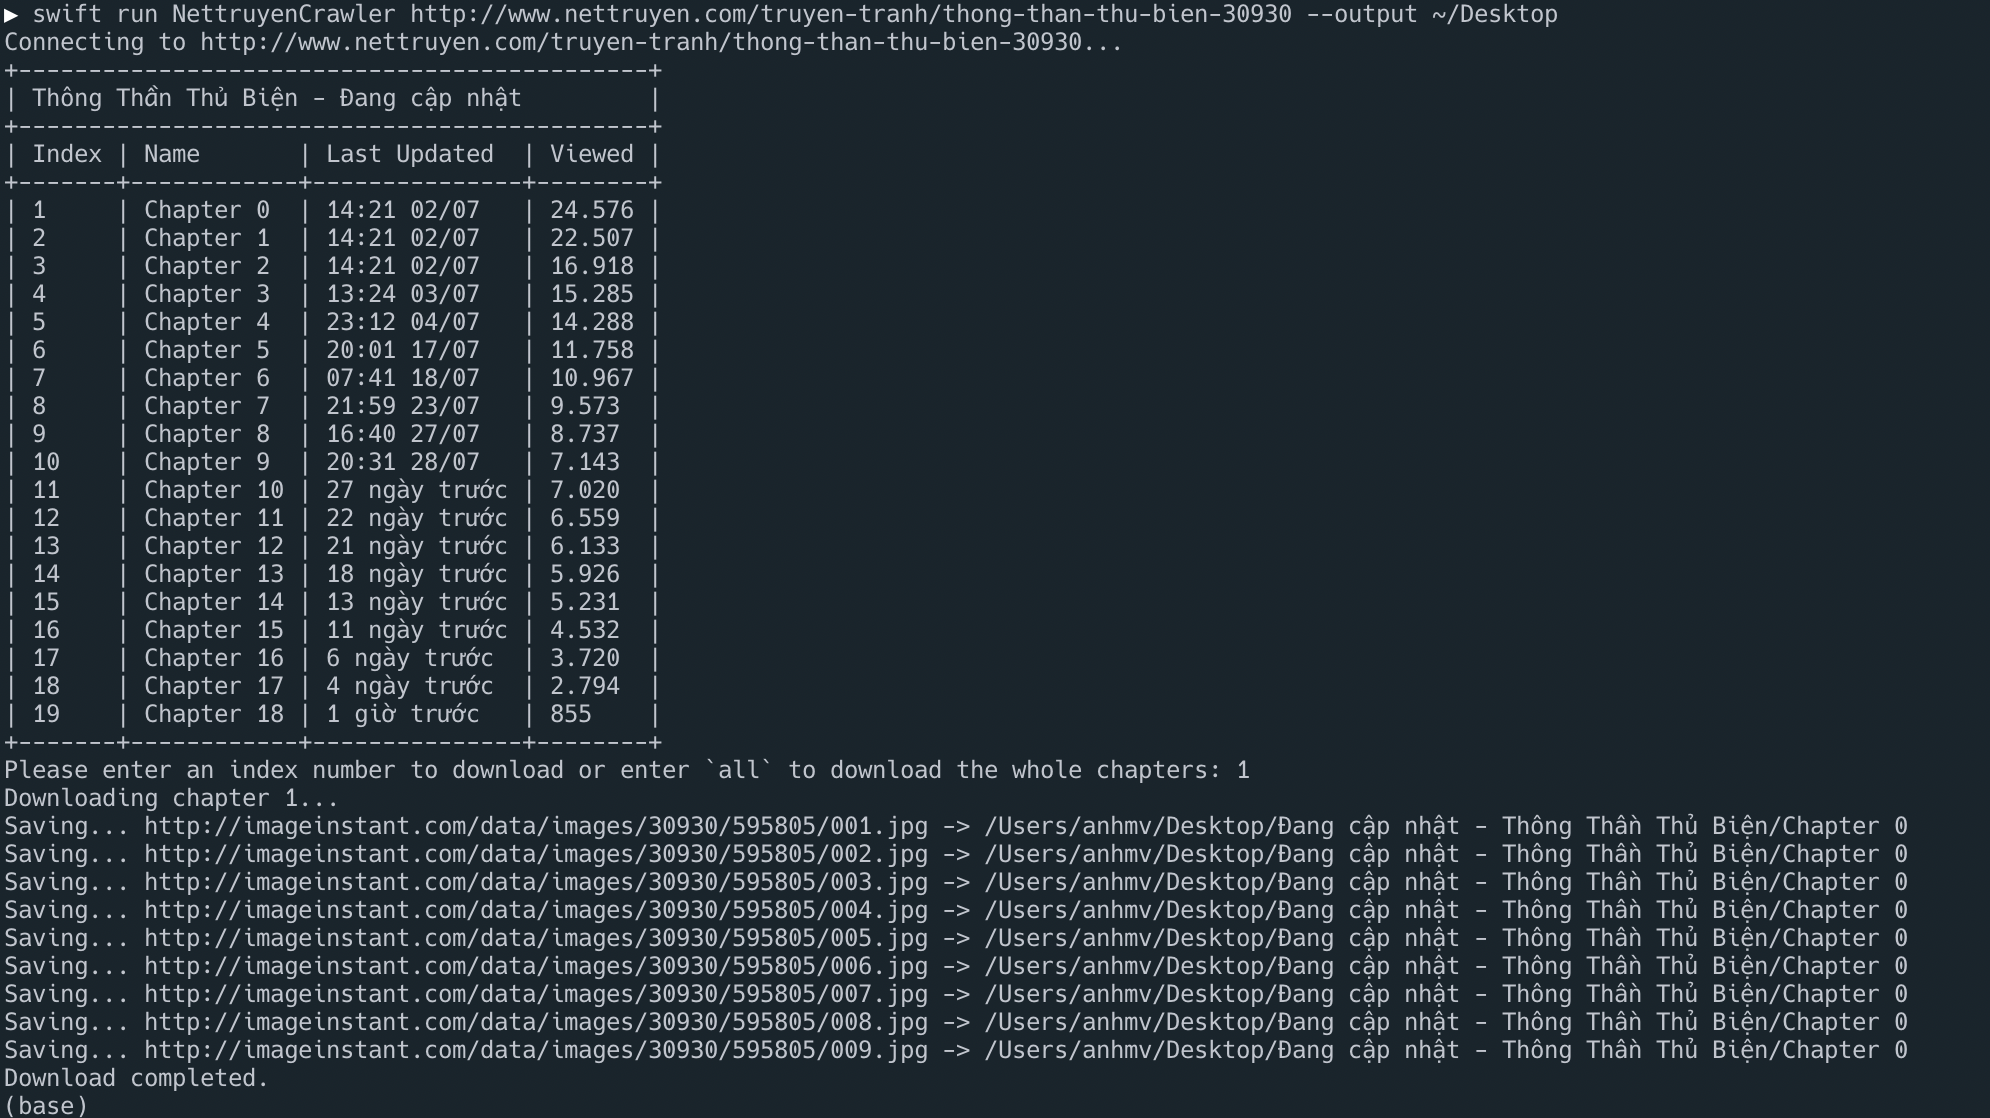 ▶ swift run NettruyenCrawler http://www.nettruyen.com/truyen-tranh/thong-than-thu-bien-30930 --output ~/Desktop
Connecting to http://www.nettruyen.com/truyen-tranh/thong-than-thu-bien-30930...
+---------------------------------------------+
| Thông Thần Thủ Biện - Đang cập nhật         |
+---------------------------------------------+
| Index | Name       | Last Updated  | Viewed |
+-------+------------+---------------+--------+
| 1     | Chapter 0  | 14:21 02/07   | 24.576 |
| 2     | Chapter 1  | 14:21 02/07   | 22.507 |
| 3     | Chapter 2  | 14:21 02/07   | 16.918 |
| 4     | Chapter 3  | 13:24 03/07   | 15.285 |
| 5     | Chapter 4  | 23:12 04/07   | 14.288 |
| 6     | Chapter 5  | 20:01 17/07   | 11.758 |
| 7     | Chapter 6  | 07:41 18/07   | 10.967 |
| 8     | Chapter 7  | 21:59 23/07   | 9.573  |
| 9     | Chapter 8  | 16:40 27/07   | 8.737  |
| 10    | Chapter 9  | 20:31 28/07   | 7.143  |
| 11    | Chapter 10 | 27 ngày trước | 7.020  |
| 12    | Chapter 11 | 22 ngày trước | 6.559  |
| 13    | Chapter 12 | 21 ngày trước | 6.133  |
| 14    | Chapter 13 | 18 ngày trước | 5.926  |
| 15    | Chapter 14 | 13 ngày trước | 5.231  |
| 16    | Chapter 15 | 11 ngày trước | 4.532  |
| 17    | Chapter 16 | 6 ngày trước  | 3.720  |
| 18    | Chapter 17 | 4 ngày trước  | 2.794  |
| 19    | Chapter 18 | 1 giờ trước   | 855    |
+-------+------------+---------------+--------+
Please enter an index number to download or enter `all` to download the whole chapters: 1
Downloading chapter 1...
Saving... http://imageinstant.com/data/images/30930/595805/001.jpg -> /Users/anhmv/Desktop/Đang cập nhật - Thông Thần Thủ Biện/Chapter 0
Saving... http://imageinstant.com/data/images/30930/595805/002.jpg -> /Users/anhmv/Desktop/Đang cập nhật - Thông Thần Thủ Biện/Chapter 0
Saving... http://imageinstant.com/data/images/30930/595805/003.jpg -> /Users/anhmv/Desktop/Đang cập nhật - Thông Thần Thủ Biện/Chapter 0
Saving... http://imageinstant.com/data/images/30930/595805/004.jpg -> /Users/anhmv/Desktop/Đang cập nhật - Thông Thần Thủ Biện/Chapter 0
Saving... http://imageinstant.com/data/images/30930/595805/005.jpg -> /Users/anhmv/Desktop/Đang cập nhật - Thông Thần Thủ Biện/Chapter 0
Saving... http://imageinstant.com/data/images/30930/595805/006.jpg -> /Users/anhmv/Desktop/Đang cập nhật - Thông Thần Thủ Biện/Chapter 0
Saving... http://imageinstant.com/data/images/30930/595805/007.jpg -> /Users/anhmv/Desktop/Đang cập nhật - Thông Thần Thủ Biện/Chapter 0
Saving... http://imageinstant.com/data/images/30930/595805/008.jpg -> /Users/anhmv/Desktop/Đang cập nhật - Thông Thần Thủ Biện/Chapter 0
Saving... http://imageinstant.com/data/images/30930/595805/009.jpg -> /Users/anhmv/Desktop/Đang cập nhật - Thông Thần Thủ Biện/Chapter 0
Download completed.
(base)